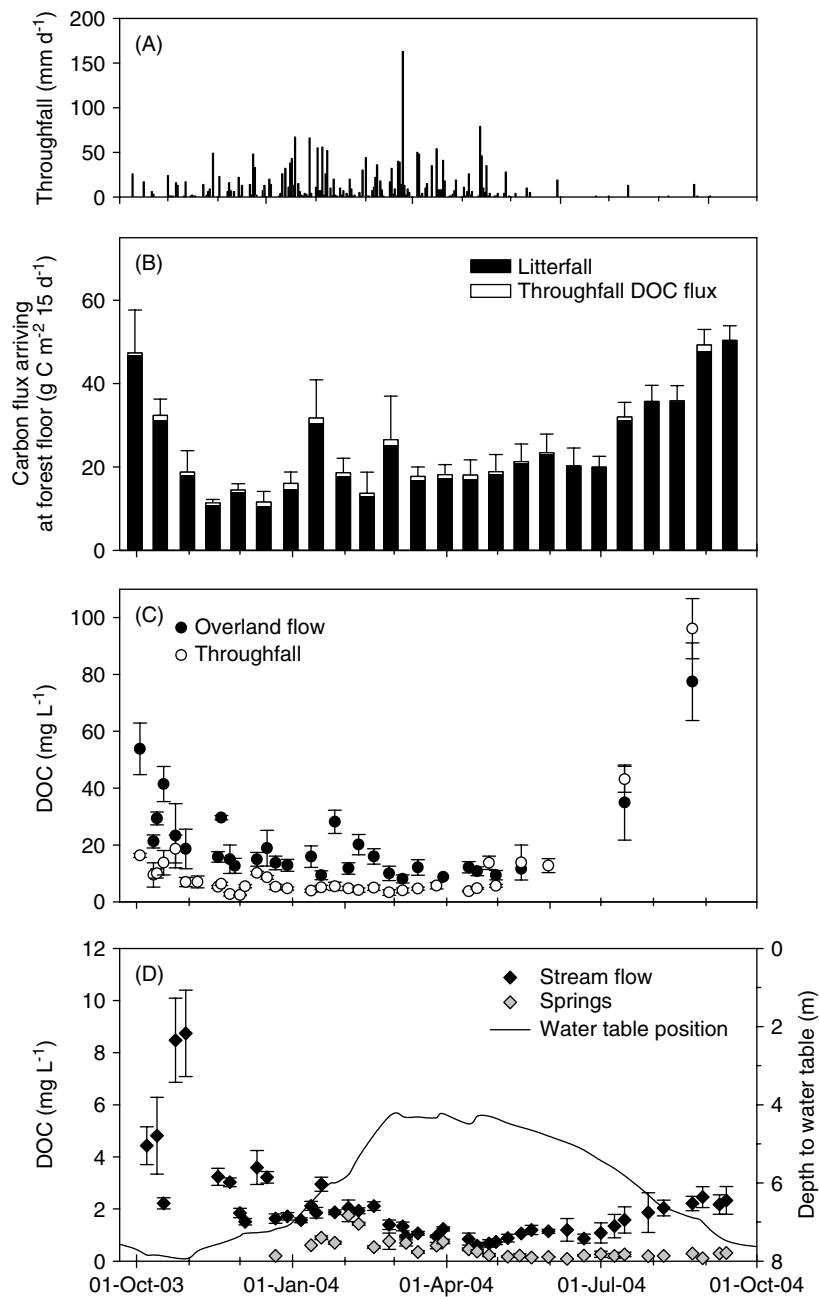 (A)
Throughfall (mm d-1)
200
150
100
50
0
(B)
Litterfall
Throughfall DOC flux
Carbon flux arriving
at forest floor (g C m-2 15 d-1)
60
40
20
0
(C)
Overland flow
Throughfall
DOC (mg L-1)
100
80
60
40
20
0
(D)
Stream flow
Springs
Water table position
DOC (mg L-1)
12
10
8
6
4
2
0
0
2
4
6
8
Depth to water table (m)
01-Oct-03 01-Jan-04 01-Apr-04 01-Jul-04 01-Oct-04